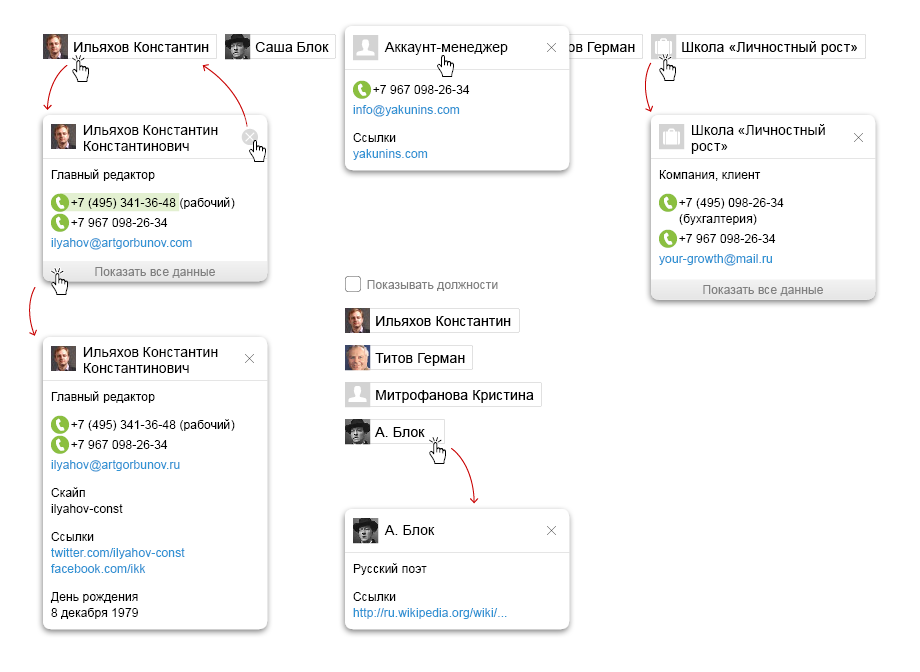 Ильяхов Константин
Саша Блок
Аккаунт-менеджер
ов Герман
Школа «Личностный рост»
+7 967 098-26-34
info@yakunins.com
Ссылки
yakunins.com
Ильяхов Константин
Константинович
Главный редактор
+7 (495) 341-36-48 (рабочий)
+7 967 098-26-34
ilyahov@artgorbunov.com
Показать все данные
Школа «Личностный
рост»
Компания, клиент
+7 (495) 098-26-34
(бухгалтерия)
+7 967 098-26-34
your-growth@mail.ru
Показать все данные
Показывать должности
Ильяхов Константин
Титов Герман
Митрофанова Кристина
А. Блок
Ильяхов Константин
Константинович
Главный редактор
+7 (495) 341-36-48 (рабочий)
+7 967 098-26-34
ilyahov@artgorbunov.ru
Скайп
ilyahov-const
Ссылки
twitter.com/ilyahov-const
facebook.com/ikk
День рождения
8 декабря 1979
А. Блок
Русский поэт
Ссылки
http://ru.wikipedia.org/wiki/...